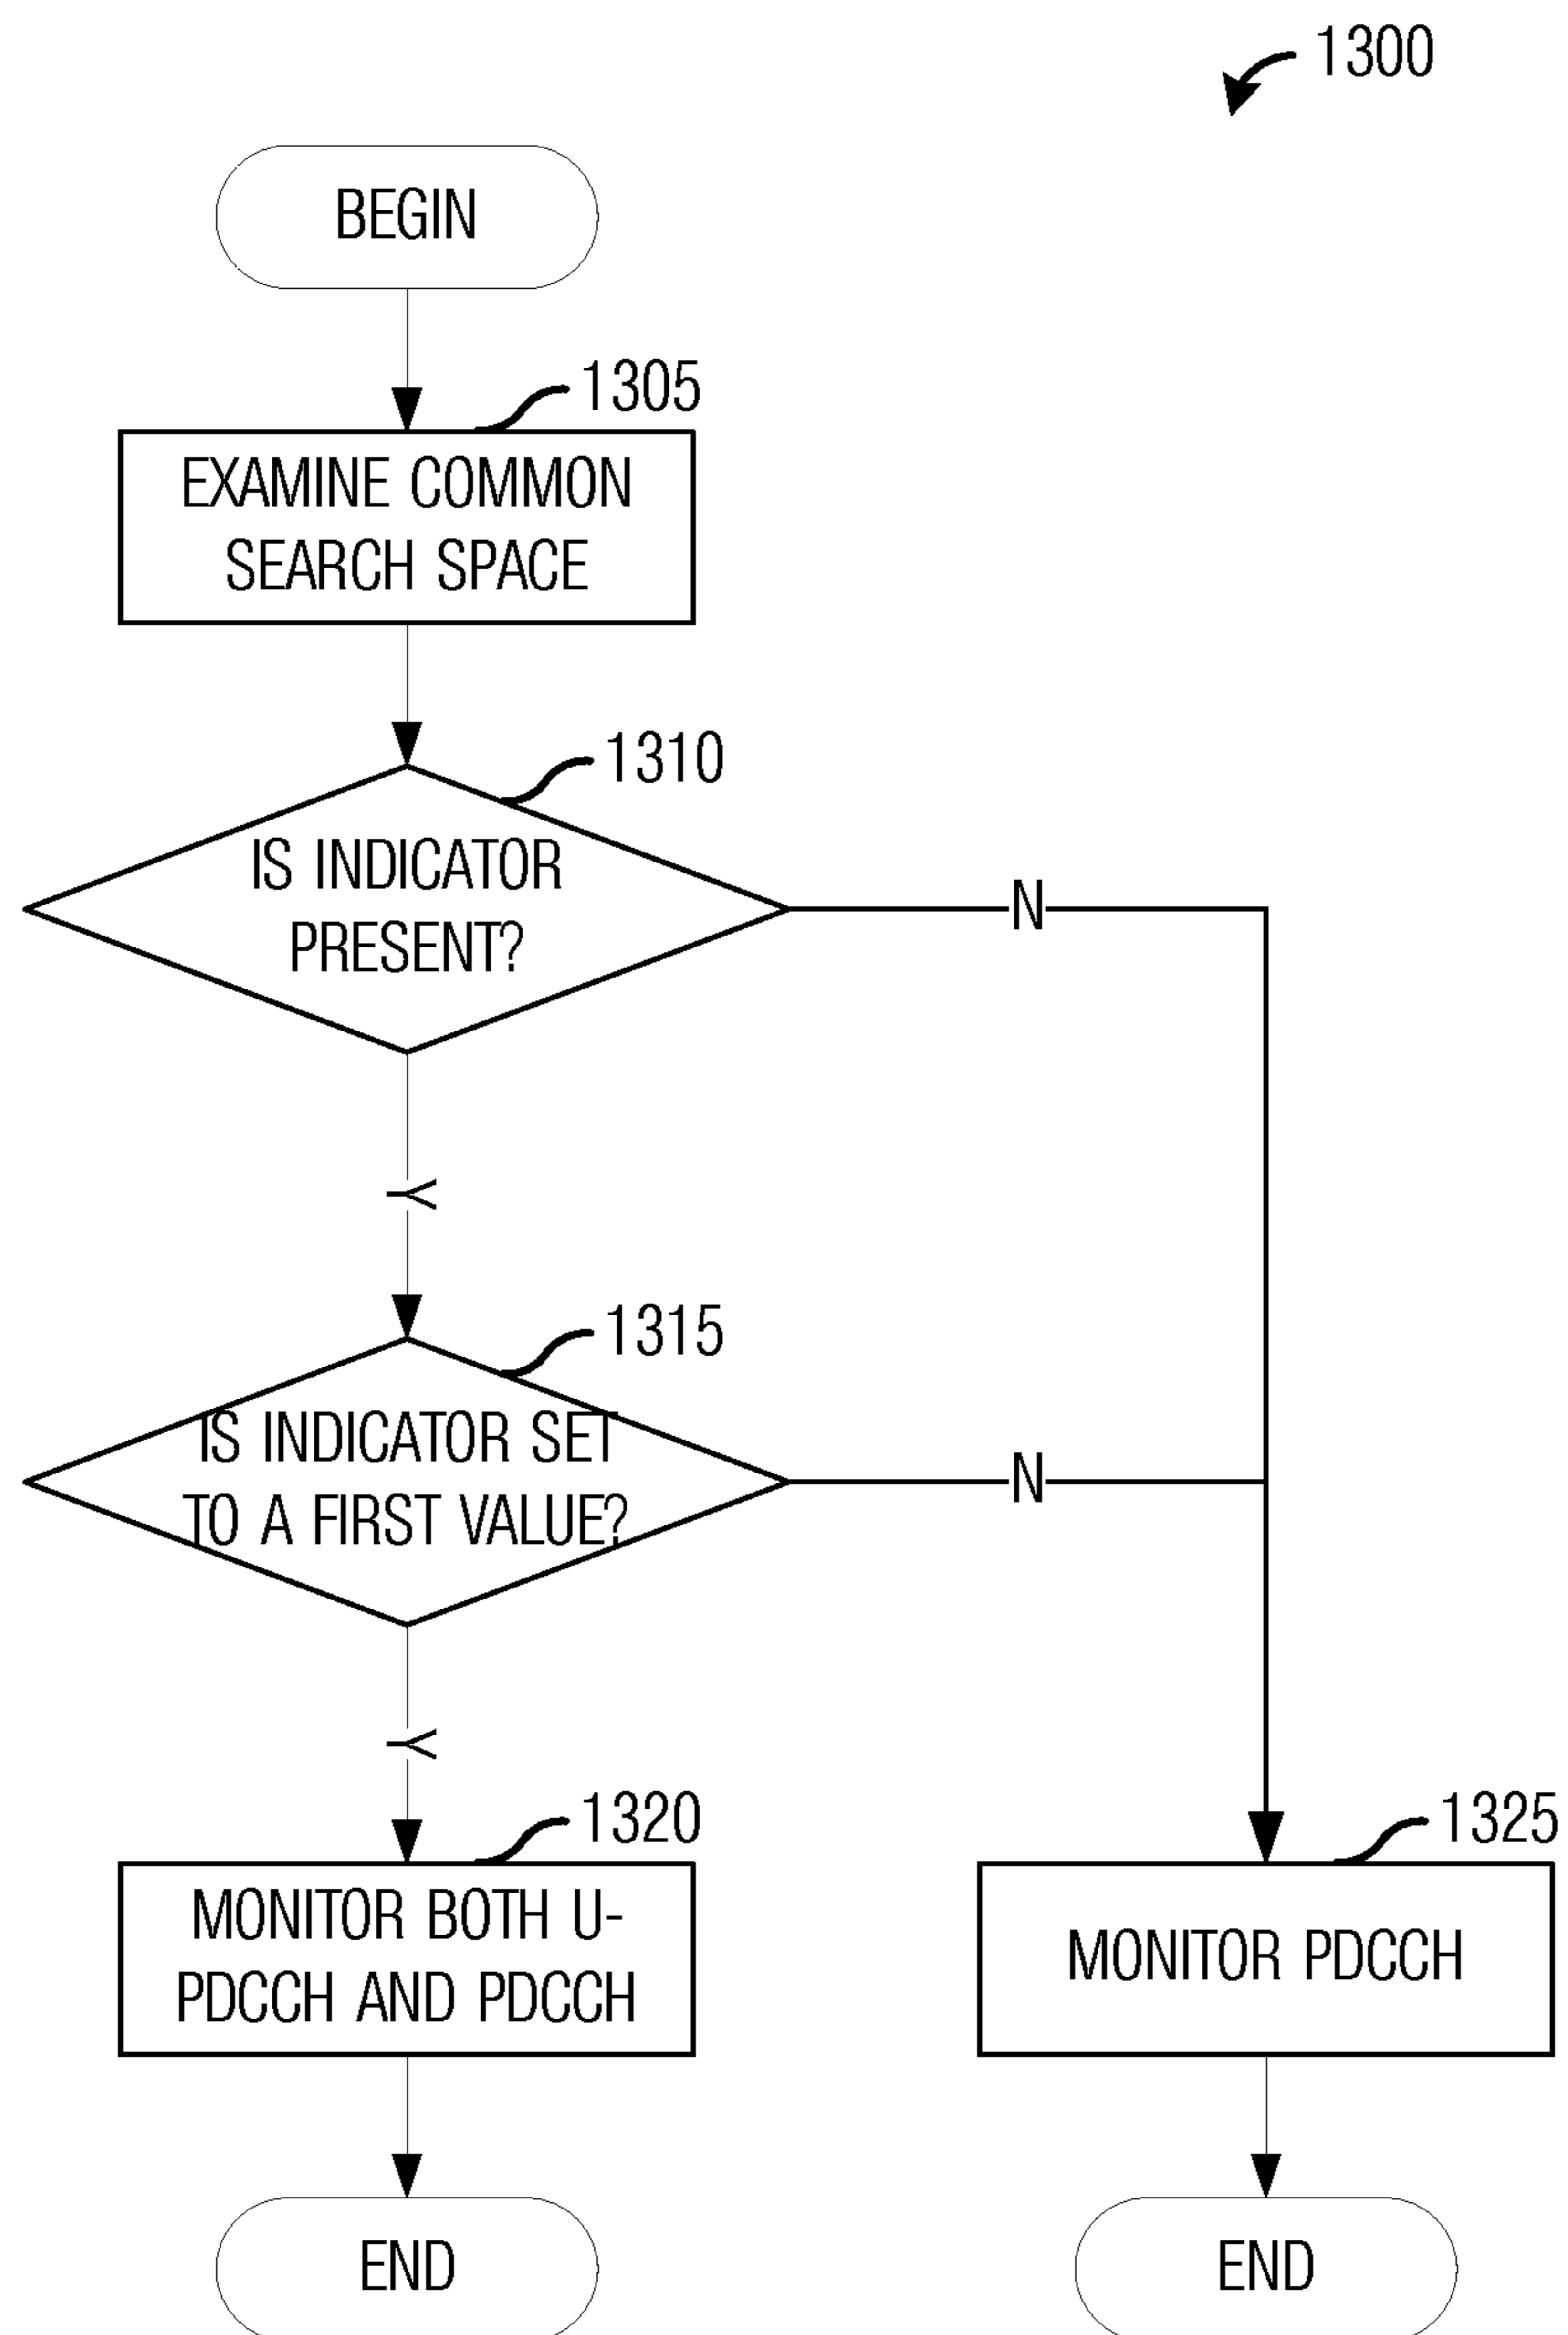 1300
BEGIN
1305
EXAMINE COMMON
SEARCH SPACE
1310
IS INDICATOR
PRESENT?
N
Y
1315
IS INDICATOR SET
TO A FIRST VALUE?
N
Y
1320
MONITOR BOTH U-
PDCCH AND PDCCH
1325
MONITOR PDCCH
END
END